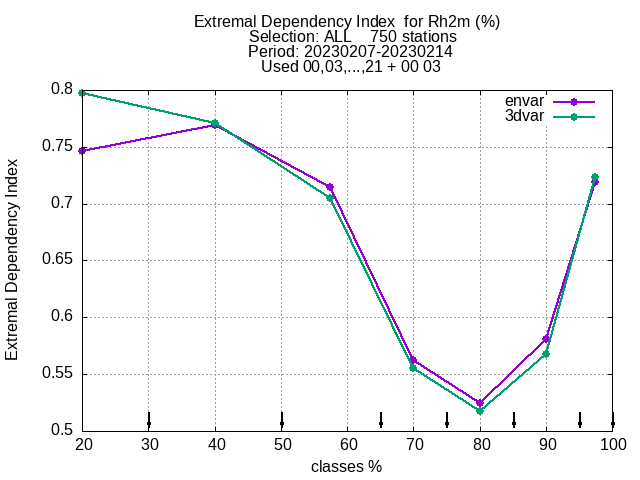 Extremal Dependency Index  for Rh2m (%)
Selection: ALL    750 stations
Period: 20230207-20230214
Used 00,03,...,21 + 00 03
envar
3dvar
0.8
0.75
0.7
0.65
0.6
0.55
0.5
Extremal Dependency Index
20 30 40 50 60 70 80 90 100
classes %